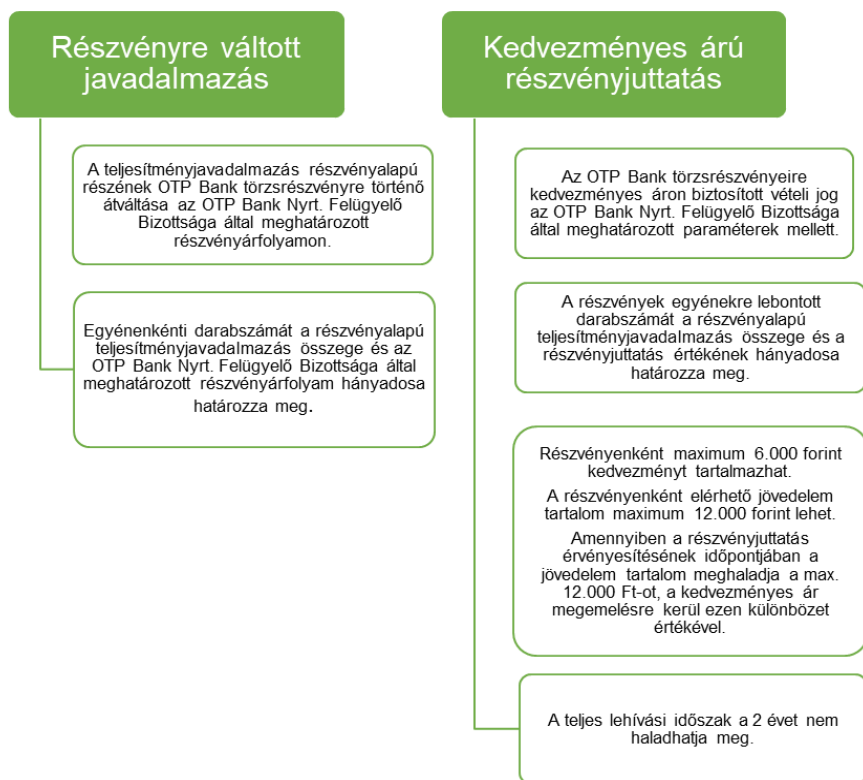 Részvényre váltott
javadalmazás
A teljesítményjavadalmazás részvényalapú
részének OTP Bank törzsrészvényre történő
átváltása az OTP Bank Nyrt. Felügyelő
Bizottsága által meghatározott
részvényárfolyamon.
Egyénenkénti darabszámát a részvényalapú
teljesítményjavadalmazás összege és az
OTP Bank Nyrt. Felügyelő Bizottsága által
meghatározott részvényárfolyam hányadosa
határozza meg.
Kedvezményes árú
részvényjuttatás
Az OTP Bank törzsrészvényeire
kedvezményes áron biztosított vételi jog
az OTP Bank Nyrt. Felügyelő Bizottsága
által meghatározott paraméterek mellett.
A részvények egyénekre lebontott
darabszámát a részvényalapú
teljesítményjavadalmazás összege és a
részvényjuttatás értékének hányadosa
határozza meg.
Részvényenként maximum 6.000 forint
kedvezményt tartalmazhat.
A részvényenként elérhető jövedelem
tartalom maximum 12.000 forint lehet.
Amennyiben a részvényjuttatás
érvényesítésének időpontjában a
jövedelem tartalom meghaladja a max.
12.000 Ft-ot, a kedvezményes ár
megemelésre kerül ezen különbözet
értékével.
A teljes lehívási időszak a 2 évet nem
haladhatja meg.